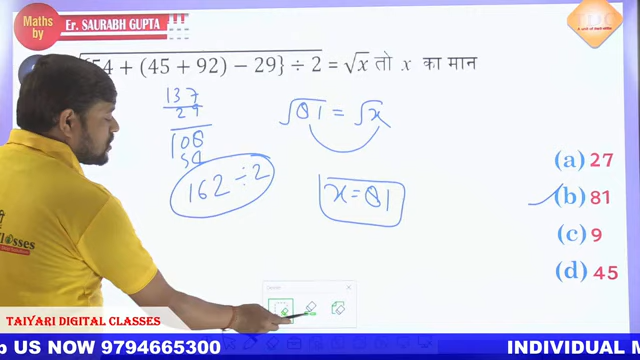 Maths
by
Er. SAURABH GUPTA
54 + (45 + 92) − 29} ÷ 2 = √x तो x का मान
137
29
108
54
162 ÷ 2
√81 = √x
x = 81
(a) 27
(b) 81
(c) 9
(d) 45
TAIYARI DIGITAL CLASSES
US NOW 9794665300
INDIVIDUAL